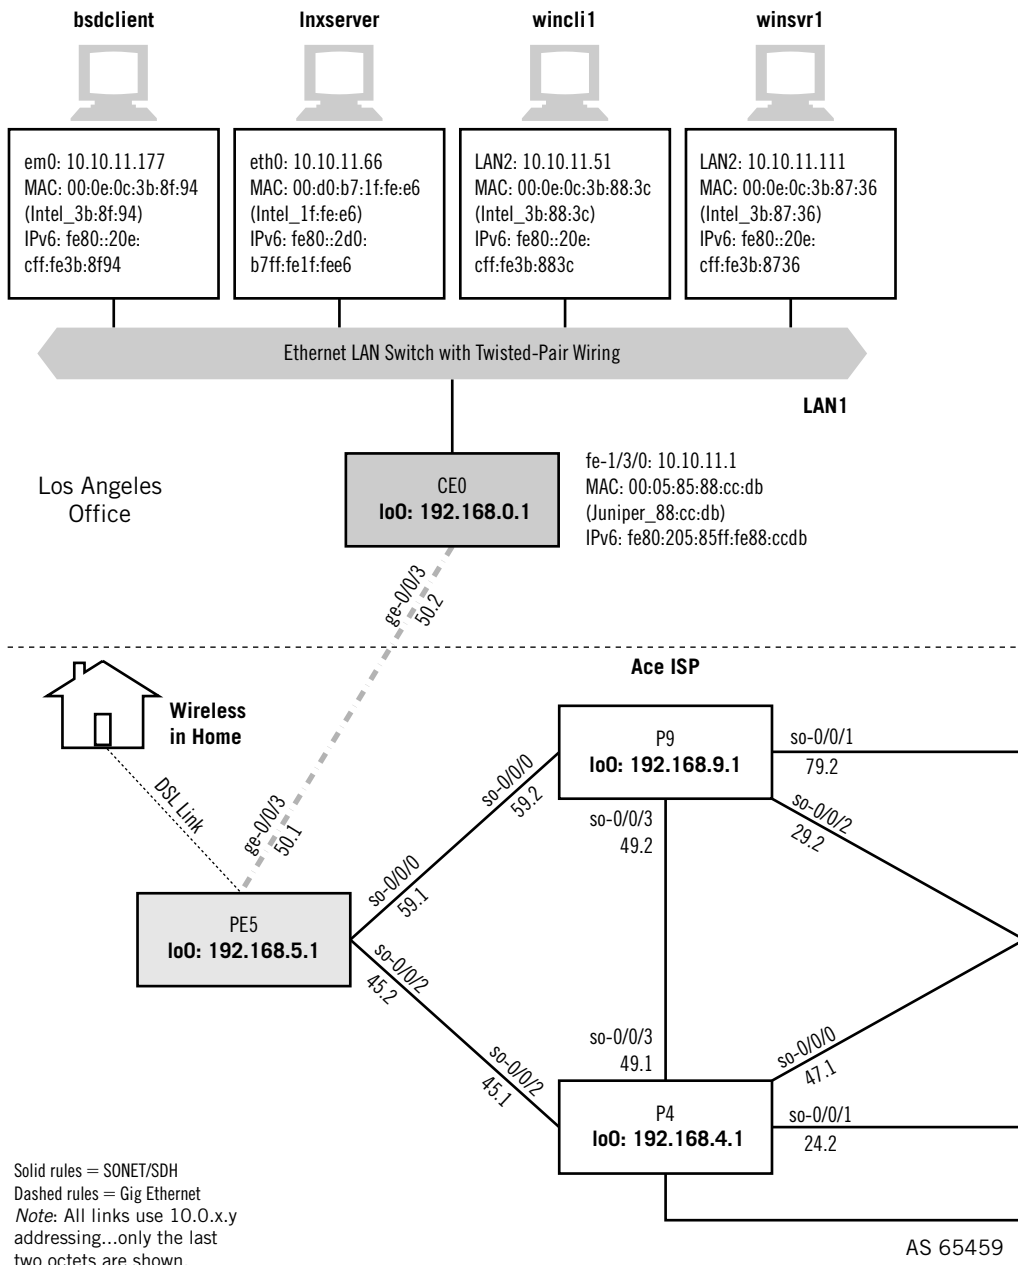 bsdclient
lnxserver
wincli1
winsvr1
em0: 10.10.11.177
MAC: 00:0e:0c:3b:8f:94
(Intel_3b:8f:94)
IPv6: fe80::20e:
cff:fe3b:8f94
eth0: 10.10.11.66
MAC: 00:d0:b7:1f:fe:e6
(Intel_1f:fe:e6)
IPv6: fe80::2d0:
b7ff:fe1f:fee6
LAN2: 10.10.11.51
MAC: 00:0e:0c:3b:88:3c
(Intel_3b:88:3c)
IPv6: fe80::20e:
cff:fe3b:883c
LAN2: 10.10.11.111
MAC: 00:0e:0c:3b:87:36
(Intel_3b:87:36)
IPv6: fe80::20e:
cff:fe3b:8736
Ethernet LAN Switch with Twisted-Pair Wiring
LAN1
Los Angeles
Office
CE0
lo0: 192.168.0.1
fe-1/3/0: 10.10.11.1
MAC: 00:05:85:88:cc:db
(Juniper_88:cc:db)
IPv6: fe80:205:85ff:fe88:ccdb
ge-0/0/3
50.2
Ace ISP
Wireless
in Home
DSL Link
ge-0/0/3
50.1
P9
lo0: 192.168.9.1
so-0/0/1
79.2
so-0/0/0
59.2
so-0/0/3
49.2
so-0/0/2
29.2
so-0/0/0
59.1
PE5
lo0: 192.168.5.1
so-0/0/2
45.2
so-0/0/3
49.1
so-0/0/0
47.1
so-0/0/2
45.1
P4
lo0: 192.168.4.1
so-0/0/1
24.2
Solid rules = SONET/SDH
Dashed rules = Gig Ethernet
Note: All links use 10.0.x.y
addressing...only the last
two octets are shown.
AS 65459